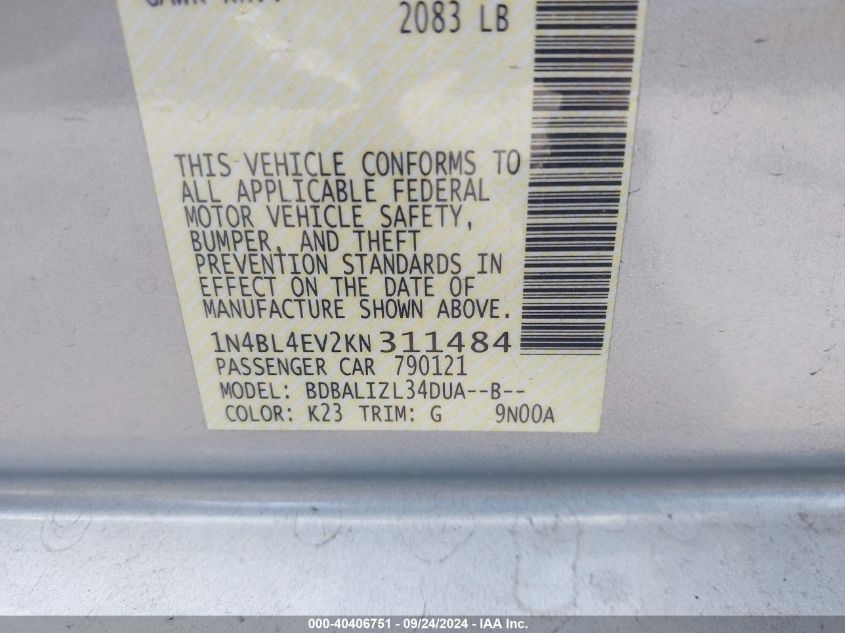 2083 LB
THIS VEHICLE CONFORMS TO
ALL APPLICABLE FEDERAL
MOTOR VEHICLE SAFETY,
BUMPER, AND THEFT
PREVENTION STANDARDS IN
EFFECT ON THE DATE OF
MANUFACTURE SHOWN ABOVE.
1N4BL4EV2KN311484
PASSENGER CAR 790121
MODEL: BDBALIZL34DUA--B--
COLOR: K23 TRIM: G 9N00A
000-40406751 - 09/24/2024 - IAA Inc.